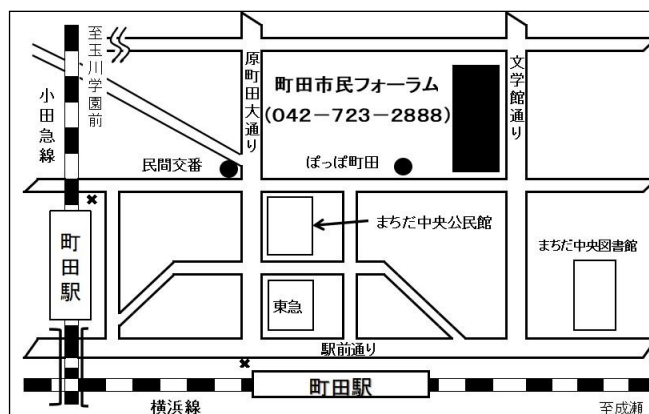 至玉川学園前
小田急線
原町田大通り
町田市民フォーラム
(042-723-2888)
文学館通り
民間交番
ぽっぽ町田
まちだ中央公民館
まちだ中央図書館
町田駅
東急
駅前通り
町田駅
横浜線
至成瀬